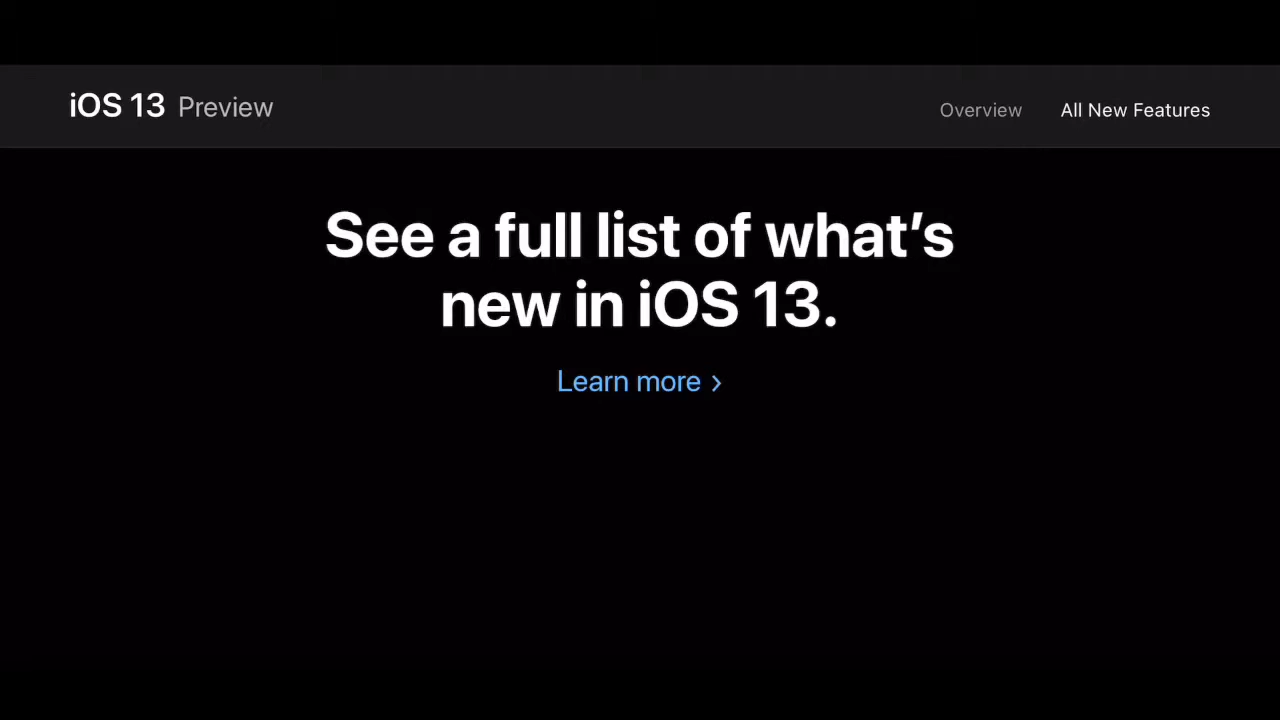 iOS 13 Preview
Overview All New Features
See a full list of what’s
new in iOS 13.
Learn more ›